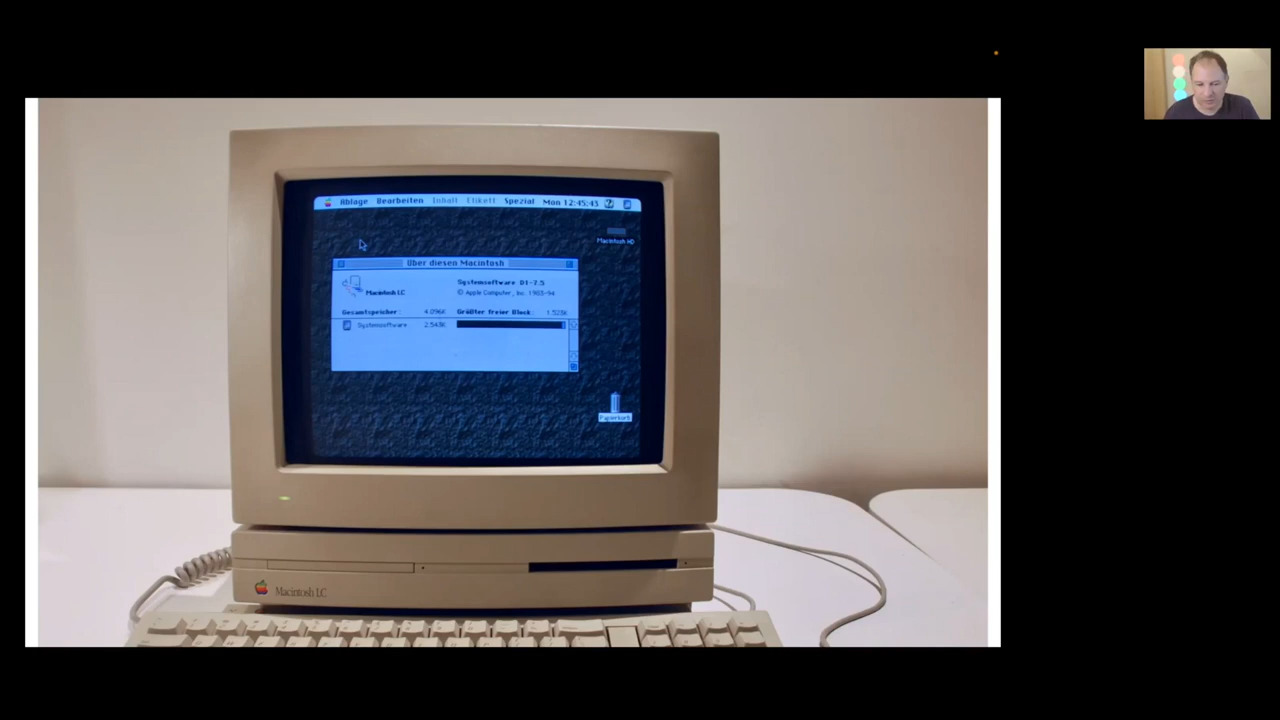 Ablage Bearbeiten Inhalt Etikett Spezial Mon 12:45:43
Macintosh HD
Über diesen Macintosh
Systemsoftware D1-7.5
Macintosh LC
© Apple Computer, Inc. 1983-94
Gesamtspeicher: 4.096K Größter freier Block: 1.528K
Systemsoftware 2.548K
Papierkorb
Macintosh LC